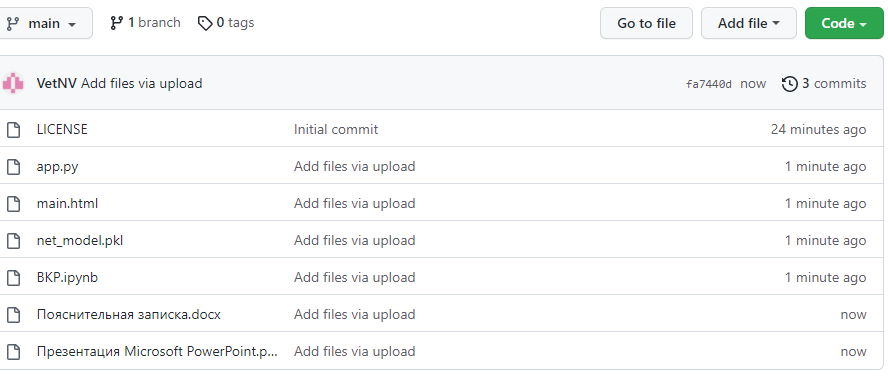 main 1 branch 0 tags Go to file Add file Code
VetNV Add files via upload fa7440d now 3 commits
LICENSE Initial commit 24 minutes ago
app.py Add files via upload 1 minute ago
main.html Add files via upload 1 minute ago
net_model.pkl Add files via upload 1 minute ago
ВКР.ipynb Add files via upload 1 minute ago
Пояснительная записка.docx Add files via upload now
Презентация Microsoft PowerPoint.p... Add files via upload now